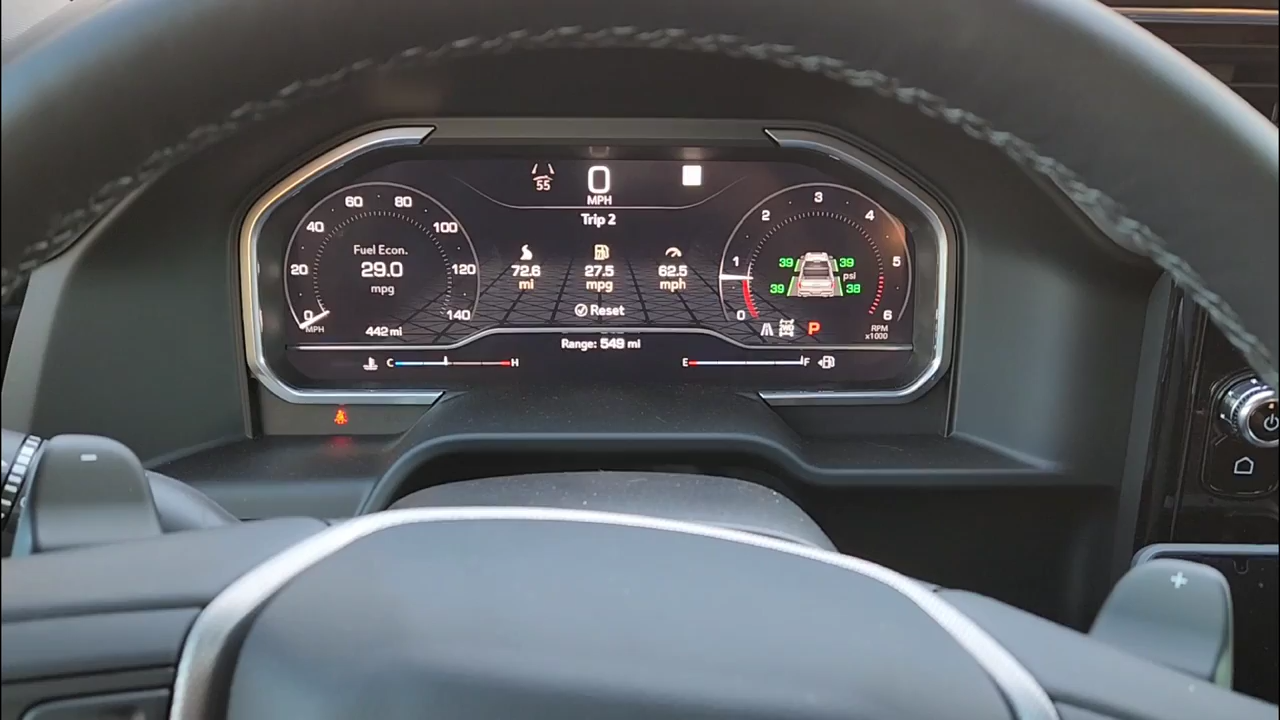 55
0
MPH
Trip 2
0
20
40
60
80
100
120
140
MPH
Fuel Econ.
29.0
mpg
442 mi
72.6
mi
27.5
mpg
62.5
mph
Reset
Range: 549 mi
0
1
2
3
4
5
6
RPM
x1000
39
39
psi
39
38
P
C
H
E
F
-
+